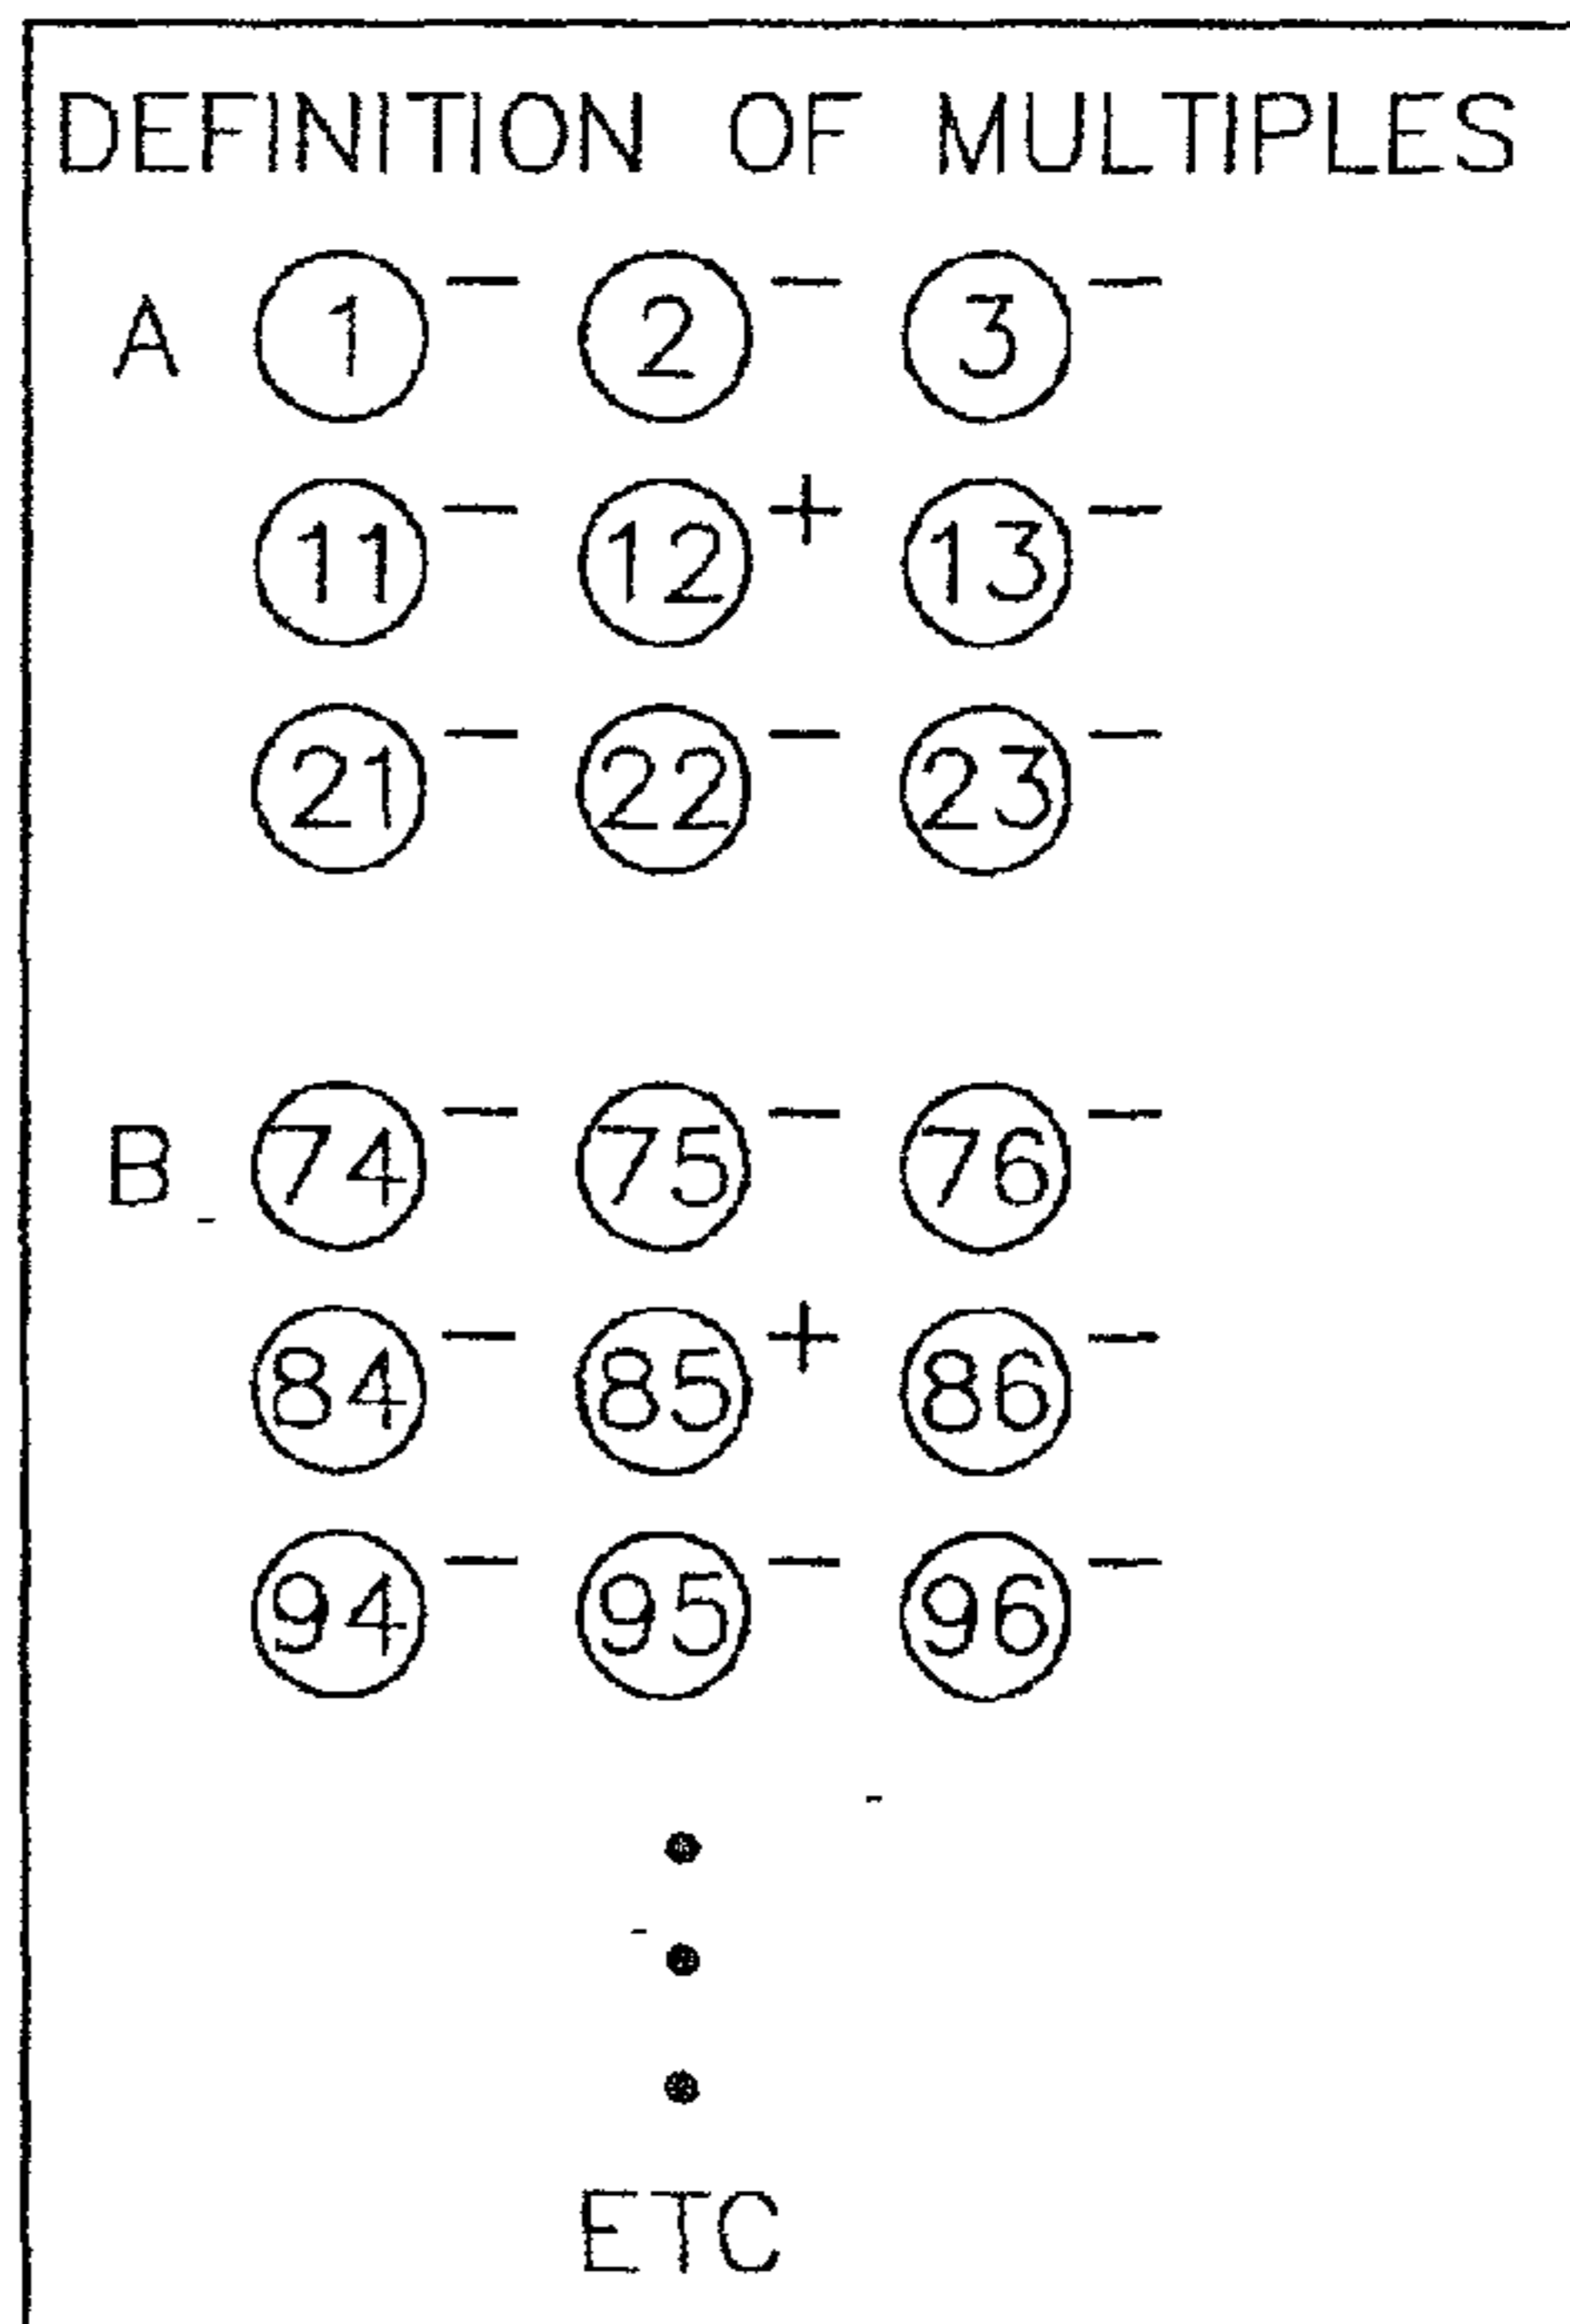 DEFINITION OF MULTIPLES
A 1 - 2 - 3 -
11 - 12 + 13 -
21 - 22 - 23 -
B 74 - 75 - 76 -
84 - 85 + 86 -
94 - 95 - 96 -
ETC